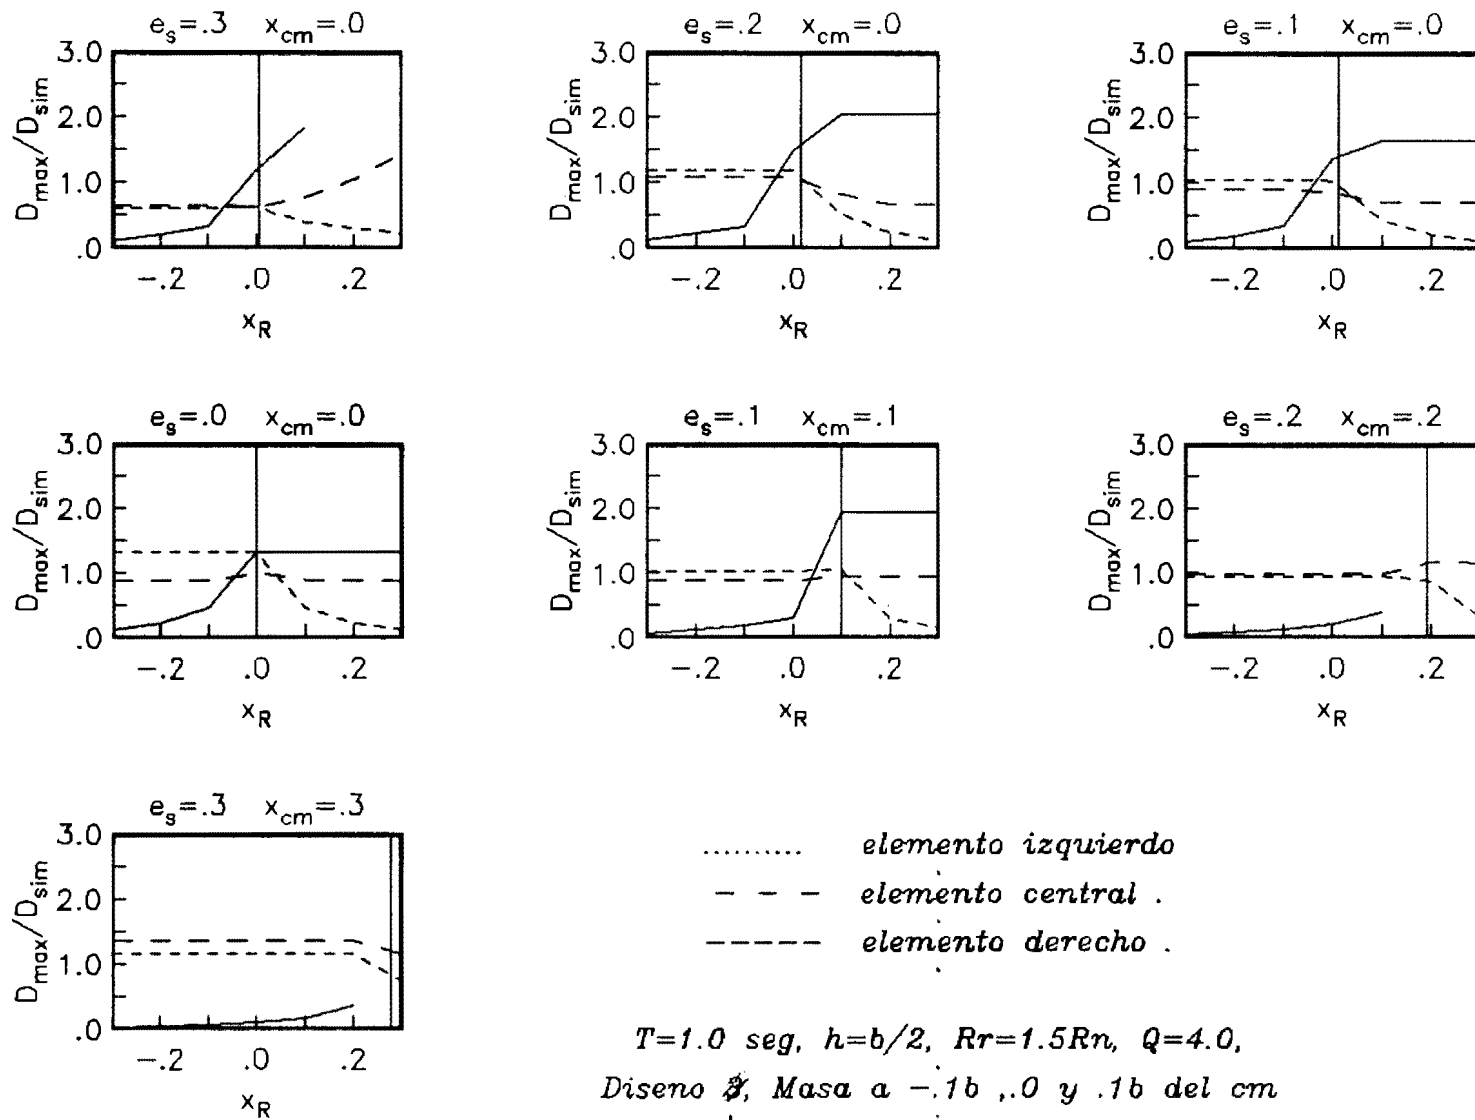 e_s=.3 x_cm=.0
e_s=.2 x_cm=.0
e_s=.1 x_cm=.0
3.0
2.0
1.0
.0
D_max/D_sim
-.2 .0 .2
x_R
3.0
2.0
1.0
.0
D_max/D_sim
-.2 .0 .2
x_R
3.0
2.0
1.0
.0
D_max/D_sim
-.2 .0 .2
x_R
e_s=.0 x_cm=.0
e_s=.1 x_cm=.1
e_s=.2 x_cm=.2
3.0
2.0
1.0
.0
D_max/D_sim
-.2 .0 .2
x_R
3.0
2.0
1.0
.0
D_max/D_sim
-.2 .0 .2
x_R
3.0
2.0
1.0
.0
D_max/D_sim
-.2 .0 .2
x_R
e_s=.3 x_cm=.3
3.0
2.0
1.0
.0
D_max/D_sim
-.2 .0 .2
x_R
elemento izquierdo
elemento central .
elemento derecho .
T=1.0 seg, h=b/2, Rr=1.5Rn, Q=4.0,
Diseno , Masa a -.1b ,.0 y .1b del cm